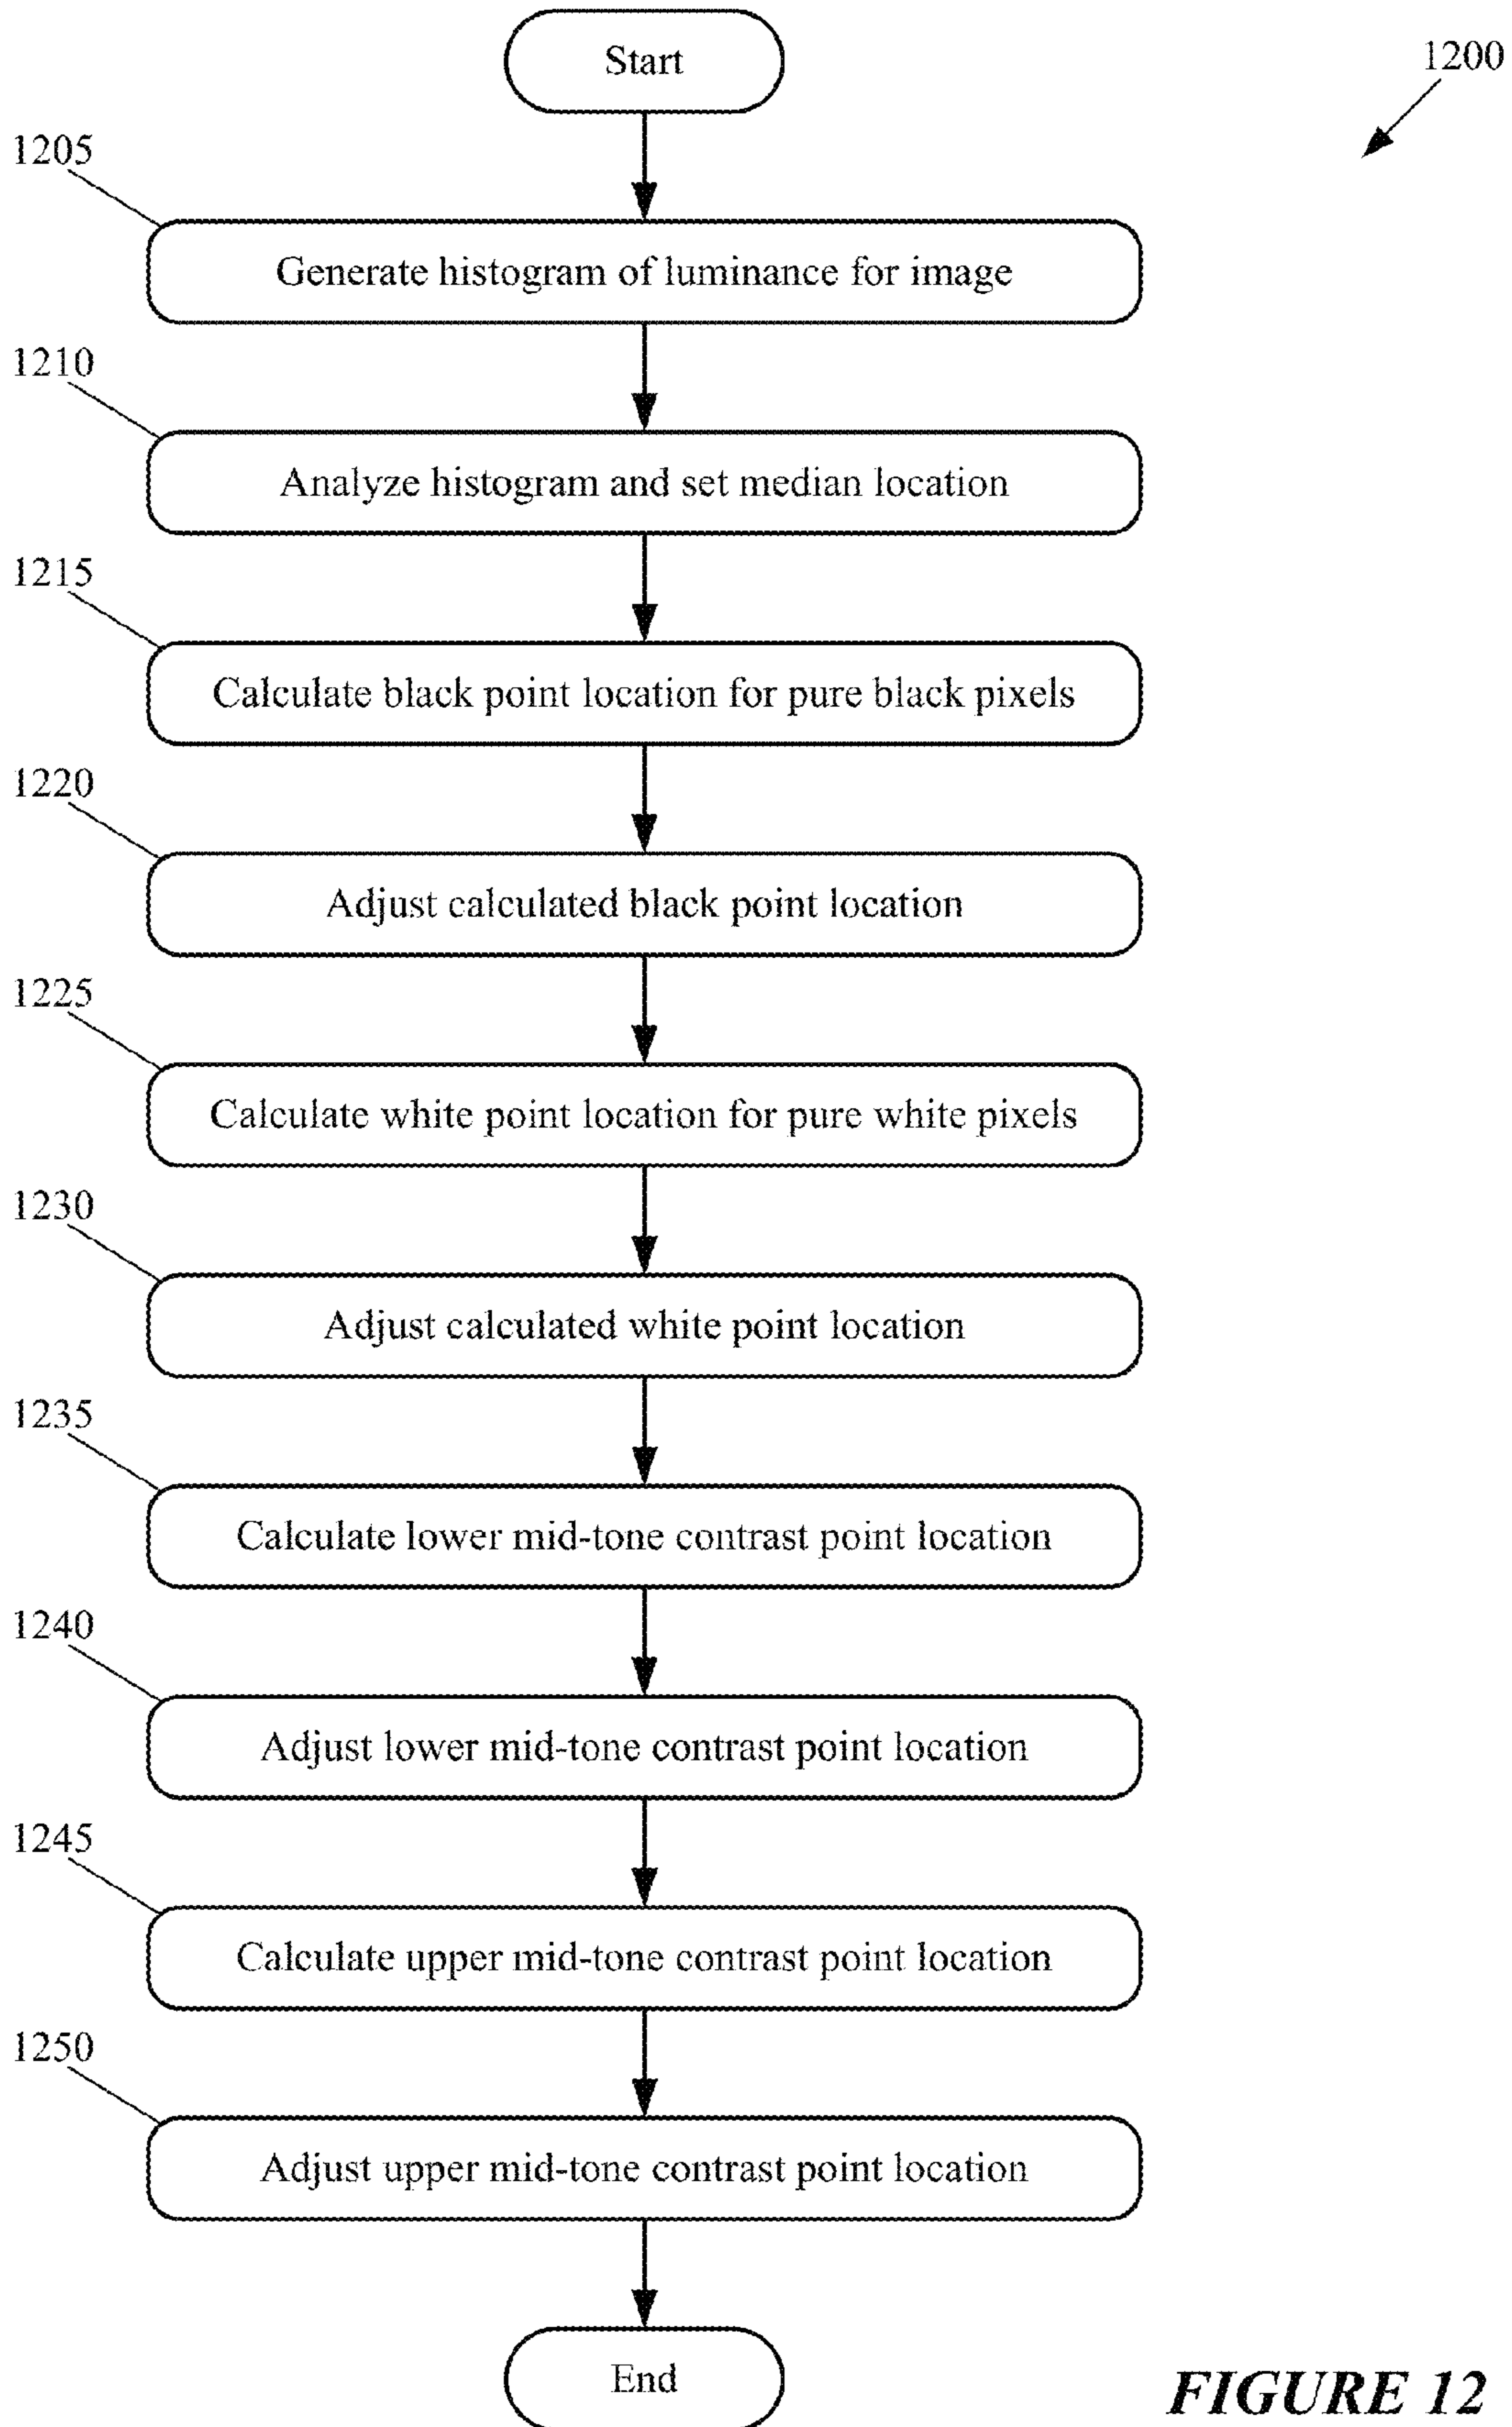 Start
1200
1205
Generate histogram of luminance for image
1210
Analyze histogram and set median location
1215
Calculate black point location for pure black pixels
1220
Adjust calculated black point location
1225
Calculate white point location for pure white pixels
1230
Adjust calculated white point location
1235
Calculate lower mid-tone contrast point location
1240
Adjust lower mid-tone contrast point location
1245
Calculate upper mid-tone contrast point location
1250
Adjust upper mid-tone contrast point location
End
FIGURE 12